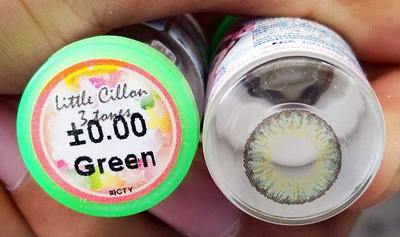 Little Cillon
3 tones
±0.00
Green